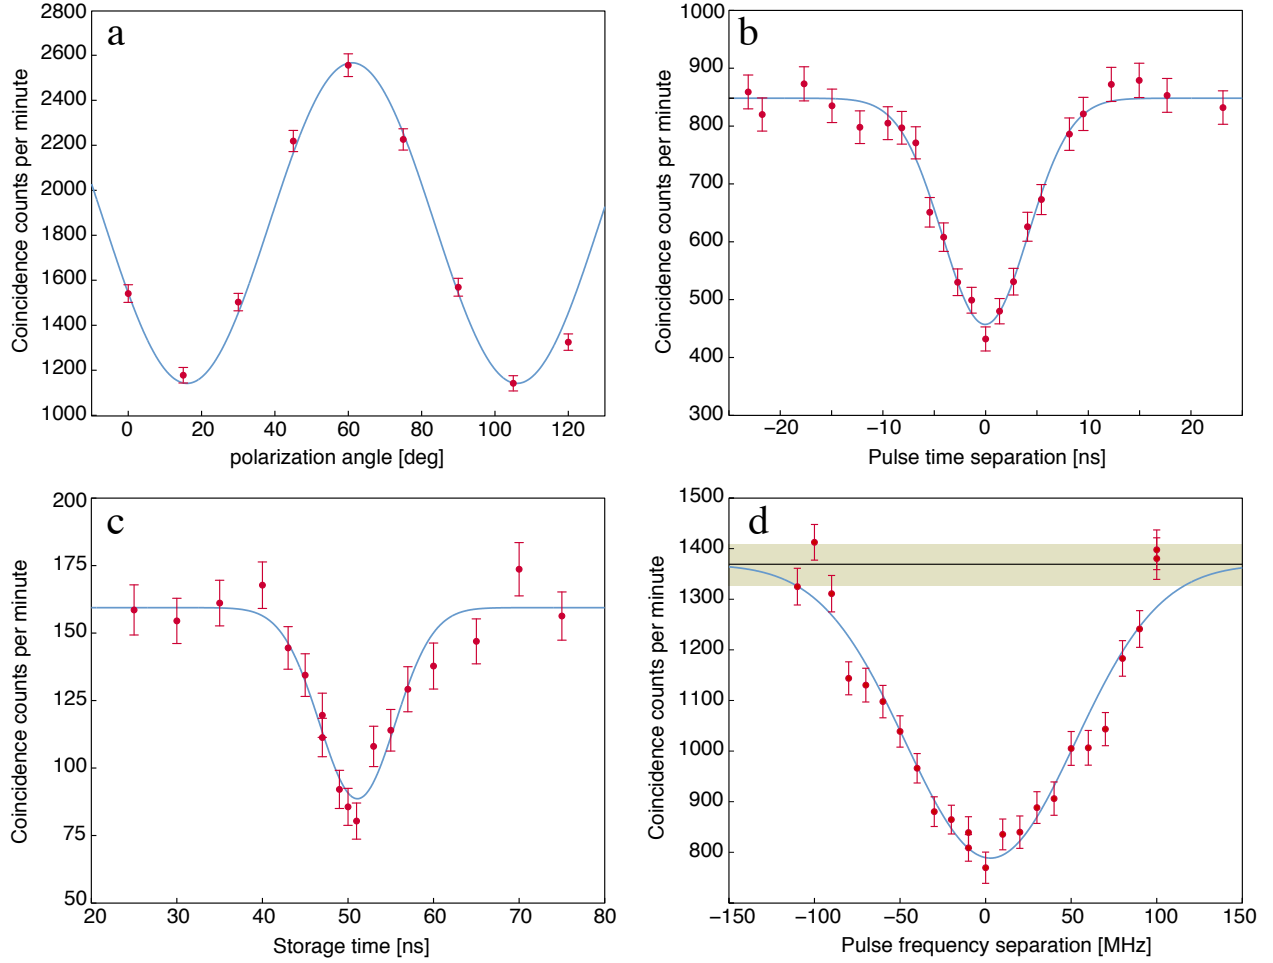 a
2800
2600
2400
2200
2000
1800
1600
1400
1200
1000
0 20 40 60 80 100 120
polarization angle [deg]
Coincidence counts per minute
b
1000
900
800
700
600
500
400
300
−20 −10 0 10 20
Pulse time separation [ns]
Coincidence counts per minute
c
200
175
150
125
100
75
50
20 30 40 50 60 70 80
Storage time [ns]
Coincidence counts per minute
d
1500
1400
1300
1200
1100
1000
900
800
−150 −100 −50 0 50 100 150
Pulse frequency separation [MHz]
Coincidence counts per minute